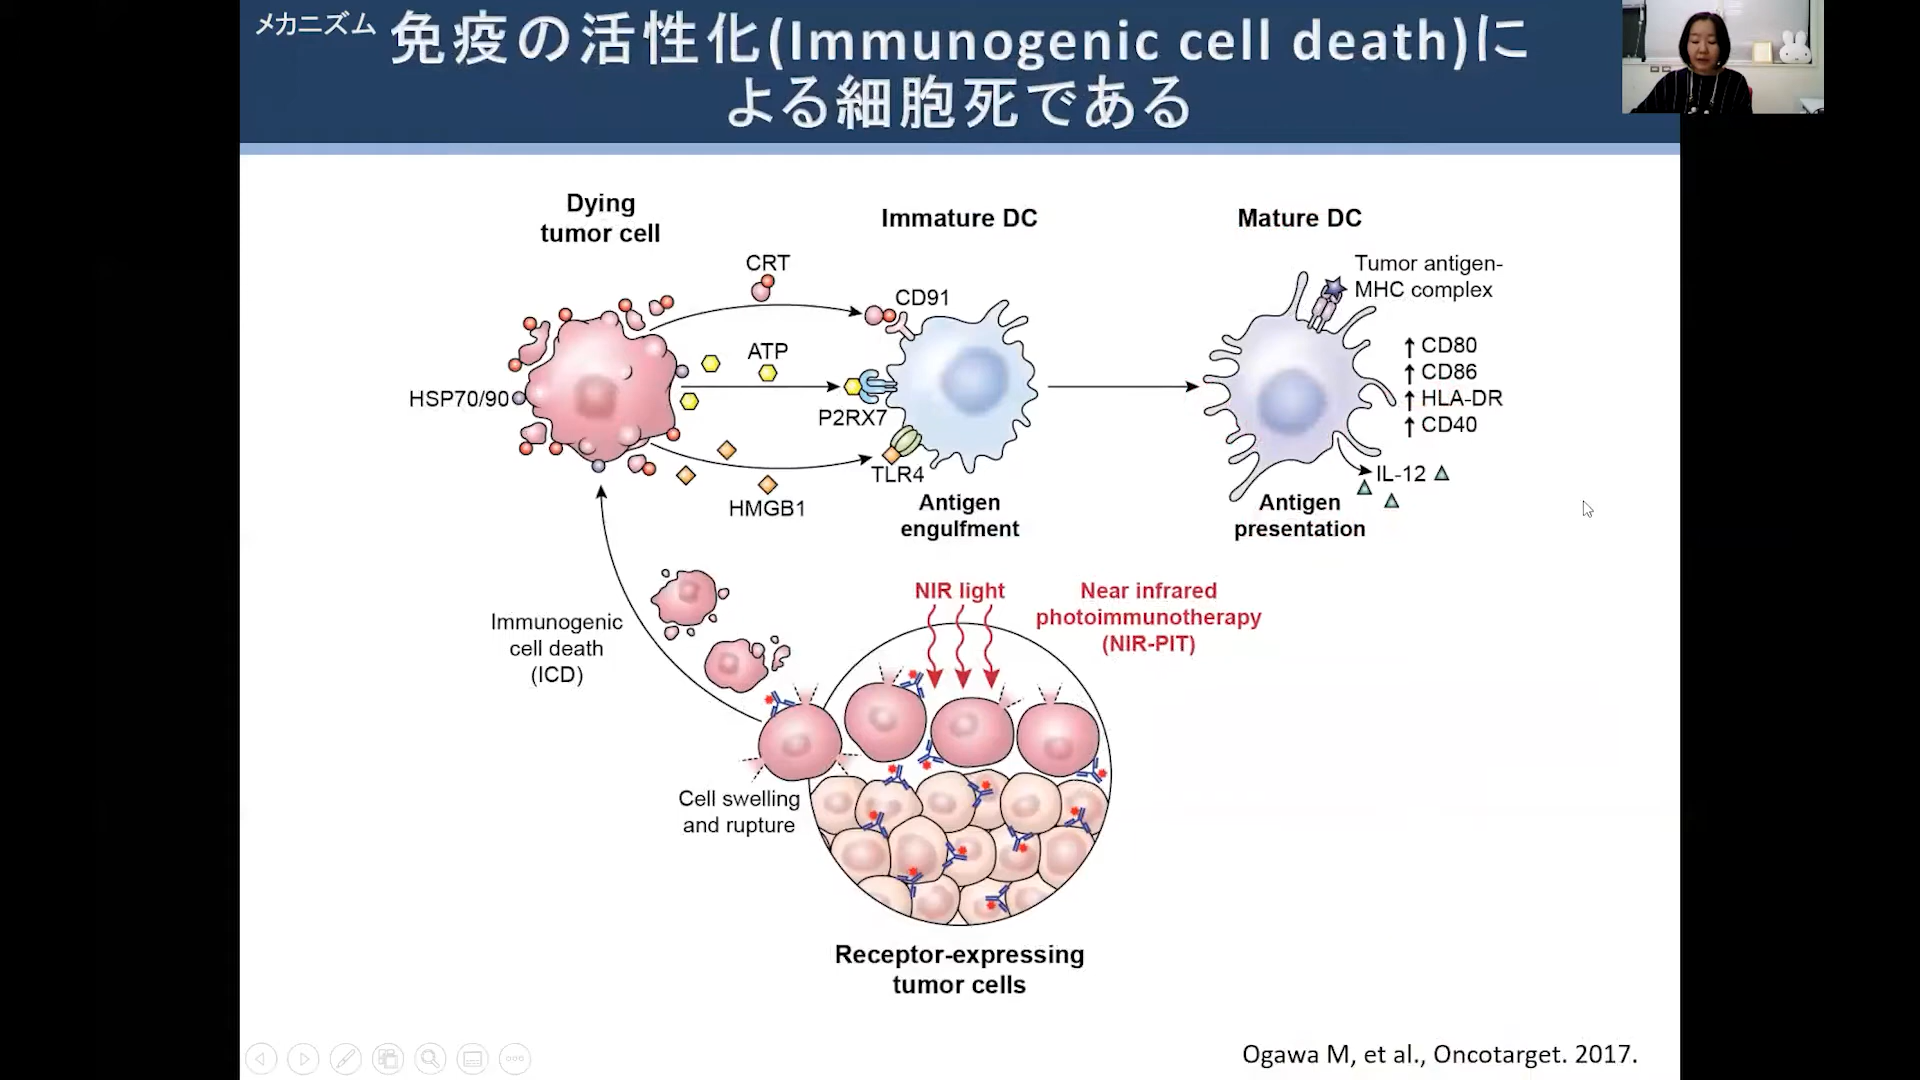 メカニズム
免疫の活性化(Immunogenic cell death)に
よる細胞死である
Dying
tumor cell
Immature DC
Mature DC
CRT
CD91
Tumor antigen-
MHC complex
ATP
HSP70/90
P2RX7
CD80
CD86
HLA-DR
CD40
TLR4
IL-12
HMGB1
Antigen
engulfment
Antigen
presentation
NIR light
Near infrared
photoimmunotherapy
(NIR-PIT)
Immunogenic
cell death
(ICD)
Cell swelling
and rupture
Receptor-expressing
tumor cells
Ogawa M, et al., Oncotarget. 2017.